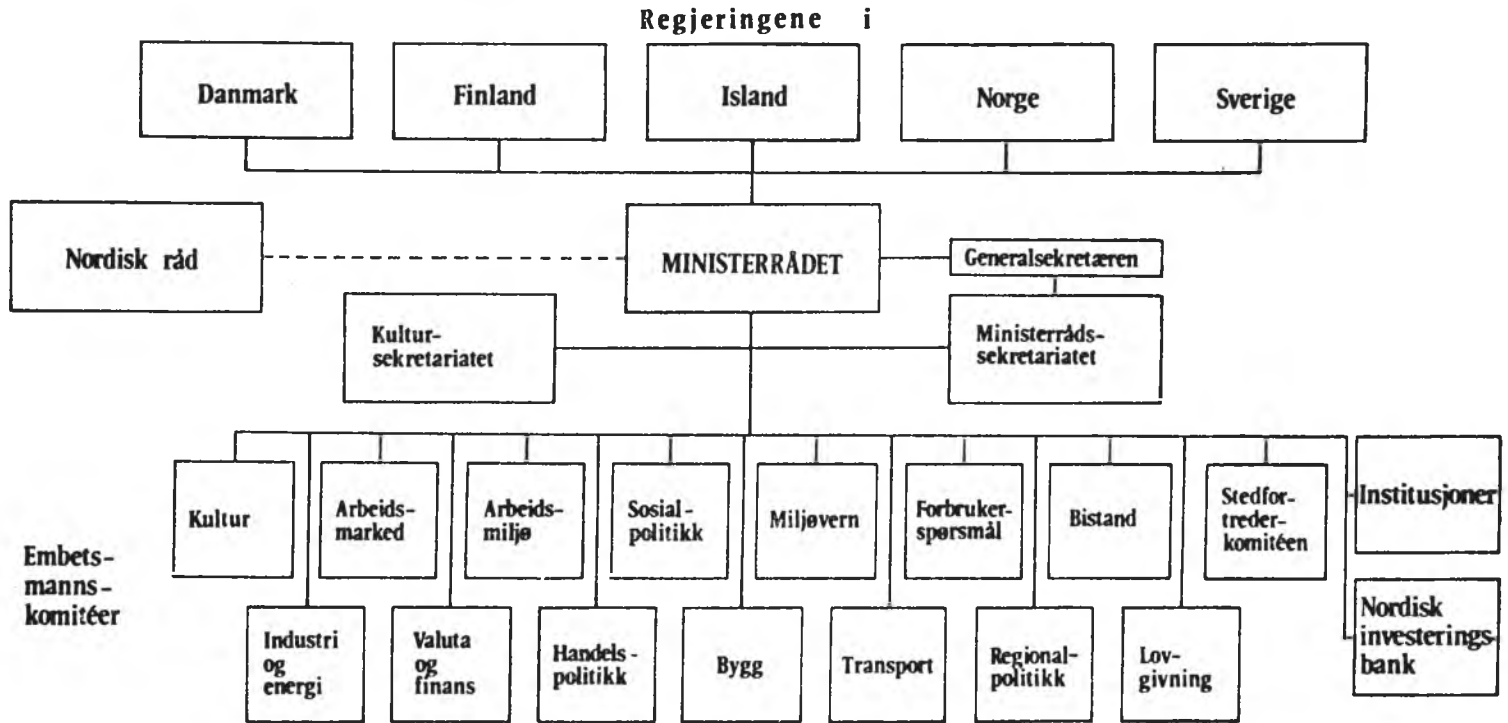 Regjeringene i
Danmark
Finland
Island
Norge
Sverige
Nordisk råd
MINISTERRÅDET
Generalsekretæren
Kultur-
sekretariatet
Ministerråds-
sekretariatet
Embets-
manns-
komitéer
Kultur
Arbeids-
marked
Arbeids-
miljø
Sosial-
politikk
Miljøvern
Forbruker-
spørsmål
Bistand
Stedfor-
treder-
komitéen
Institusjoner
Industri
og
energi
Valuta
og
finans
Handels-
politikk
Bygg
Transport
Regional-
politikk
Lov-
givning
Nordisk
investerings-
bank